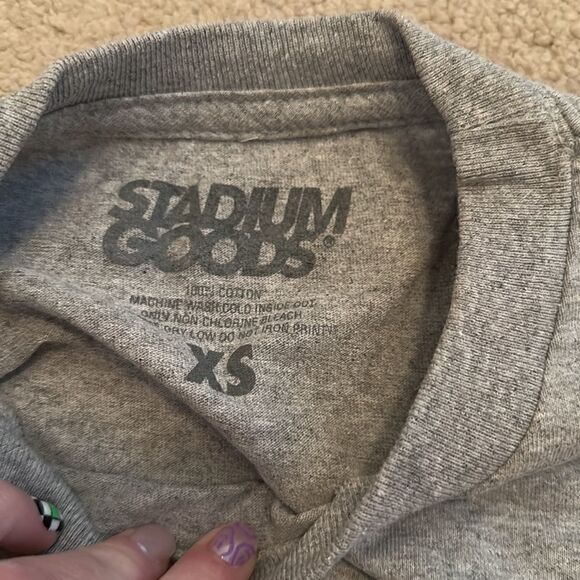 STADIUM
GOODS®
100% COTTON
MACHINE WASH COLD INSIDE OUT
ONLY NON-CHLORINE BLEACH
DRY LOW DO NOT IRON PRINT
XS